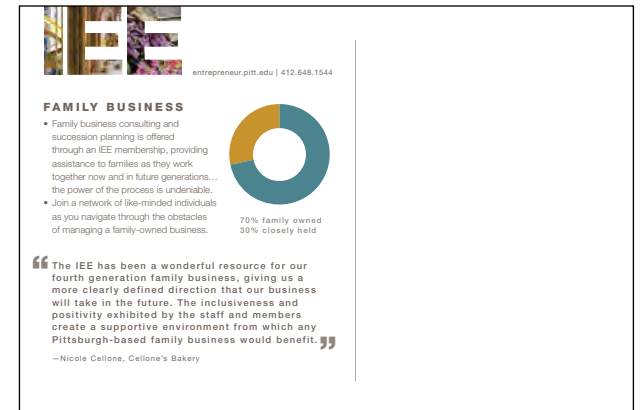 IEE
entrepreneur.pitt.edu | 412.648.1544
FAMILY BUSINESS
• Family business consulting and
succession planning is offered
through an IEE membership, providing
assistance to families as they work
together now and in future generations…
the power of the process is undeniable.
• Join a network of like-minded individuals
as you navigate through the obstacles
of managing a family-owned business.
70% family owned
30% closely held
“The IEE has been a wonderful resource for our
fourth generation family business, giving us a
more clearly defined direction that our business
will take in the future. The inclusiveness and
positivity exhibited by the staff and members
create a supportive environment from which any
Pittsburgh-based family business would benefit.”
—Nicole Cellone, Cellone's Bakery